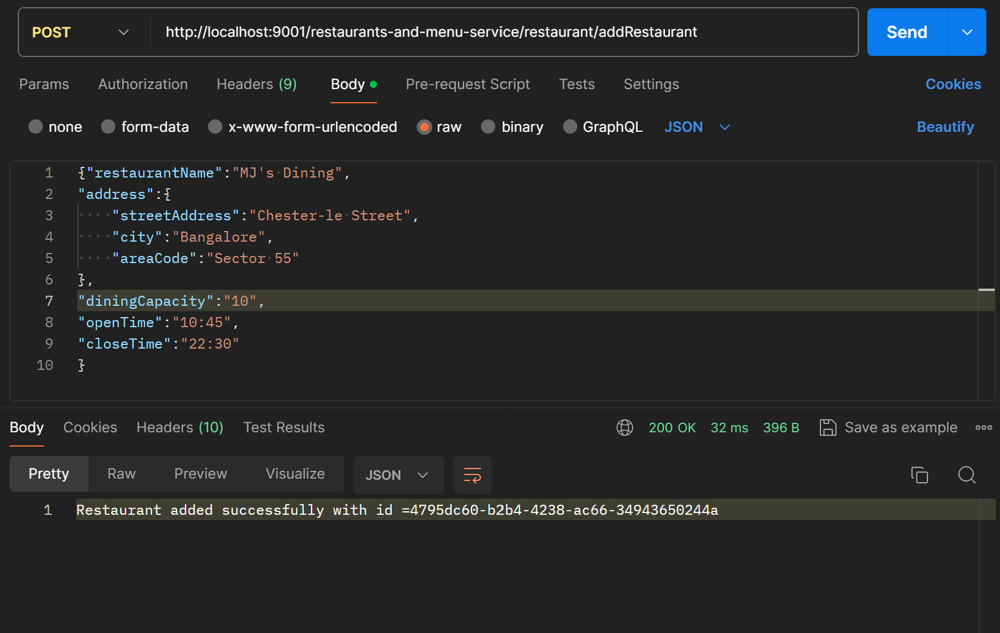 POST http://localhost:9001/restaurants-and-menu-service/restaurant/addRestaurant Send
Params Authorization Headers (9) Body Pre-request Script Tests Settings Cookies
none form-data x-www-form-urlencoded raw binary GraphQL JSON Beautify
1 {"restaurantName":"MJ's Dining",
2 "address":{
3 "streetAddress":"Chester-le Street",
4 "city":"Bangalore",
5 "areaCode":"Sector 55"
6 },
7 "diningCapacity":"10",
8 "openTime":"10:45",
9 "closeTime":"22:30"
10 }
Body Cookies Headers (10) Test Results 200 OK 32 ms 396 B Save as example
Pretty Raw Preview Visualize JSON
1 Restaurant added successfully with id =4795dc60-b2b4-4238-ac66-34943650244a